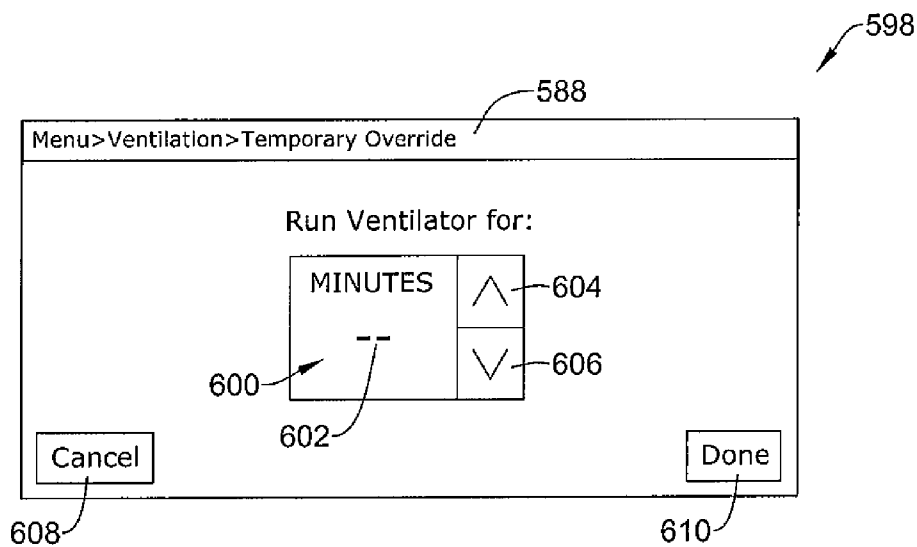 598
588
Menu>Ventilation>Temporary Override
Run Ventilator for:
MINUTES
604
--
600
606
602
Cancel
Done
608
610